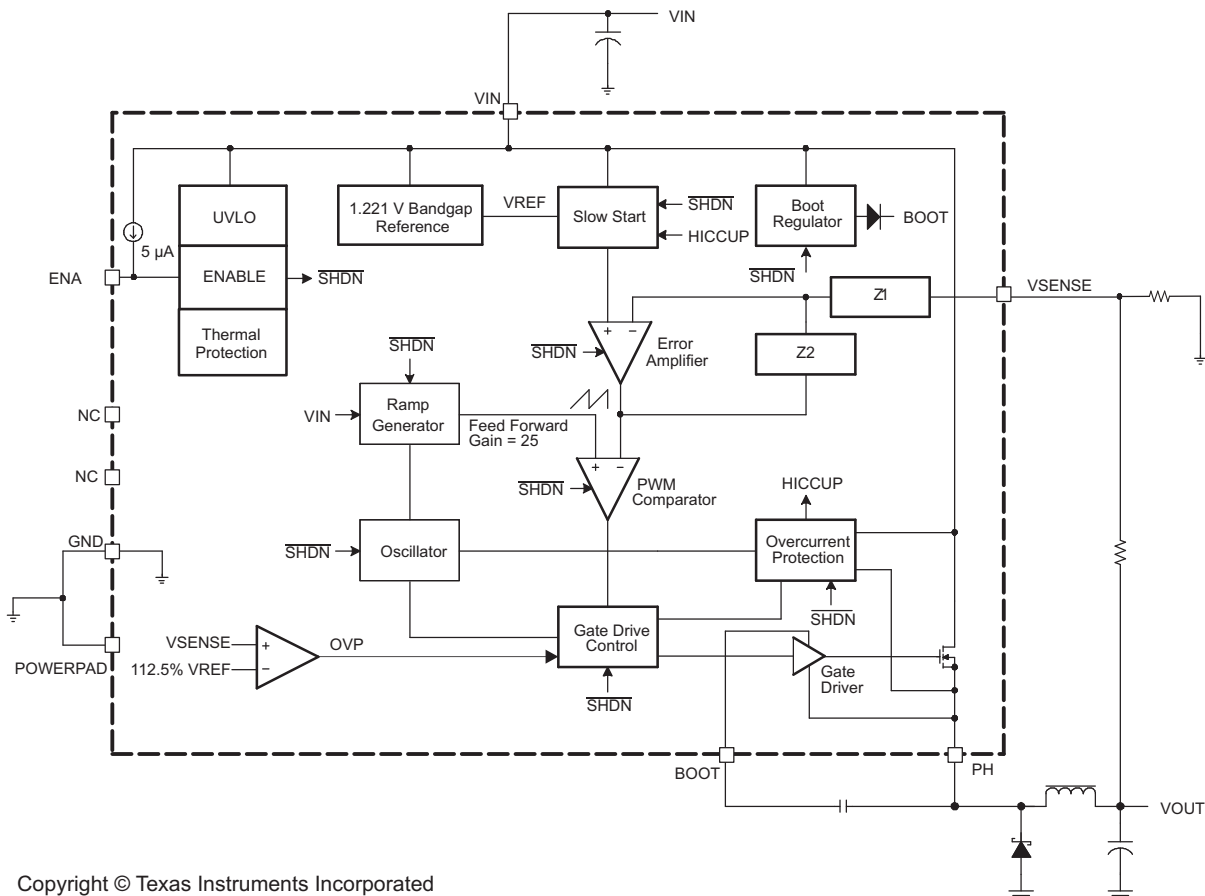 VIN
VIN
UVLO
1.221 V Bandgap
Reference
VREF
Slow Start
SHDN
HICCUP
Boot
Regulator
BOOT
5 µA
ENA
ENABLE
SHDN
SHDN
Z1
VSENSE
Thermal
Protection
SHDN
SHDN
Error
Amplifier
Z2
+ −
NC
VIN
Ramp
Generator
Feed Forward
Gain = 25
NC
+ −
SHDN
PWM
Comparator
HICCUP
GND
SHDN
Oscillator
Overcurrent
Protection
SHDN
VSENSE
+
OVP
Gate Drive
Control
POWERPAD
112.5% VREF
−
SHDN
Gate
Driver
BOOT
PH
VOUT
Copyright © Texas Instruments Incorporated